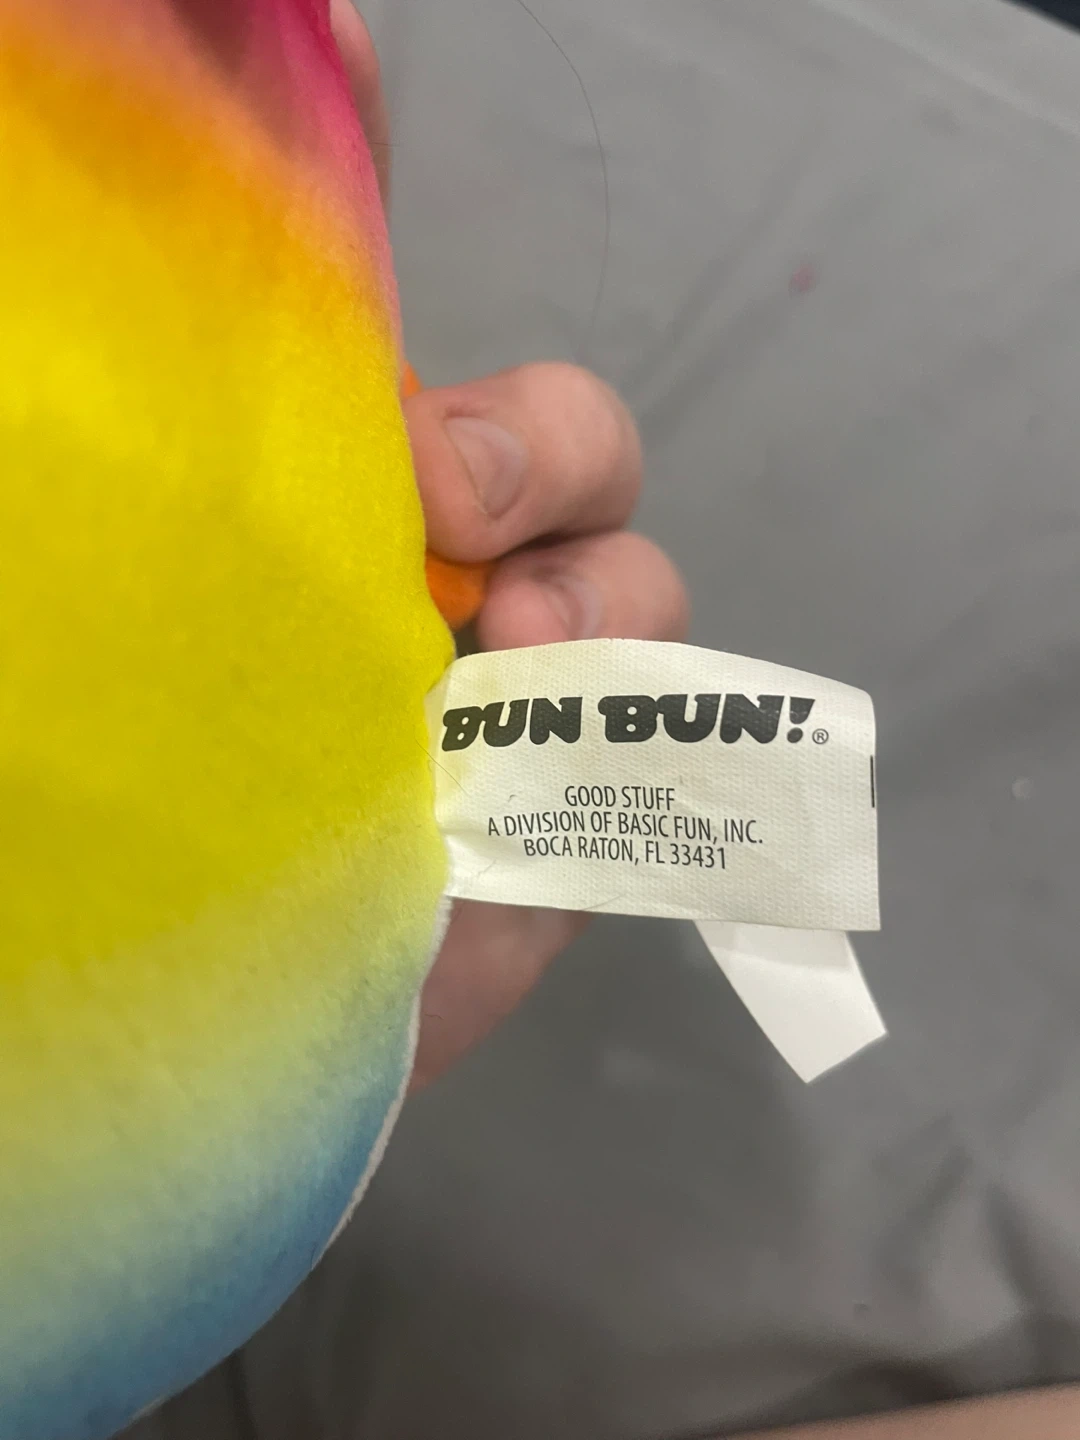 BUN BUN!®
GOOD STUFF
A DIVISION OF BASIC FUN, INC.
BOCA RATON, FL 33431